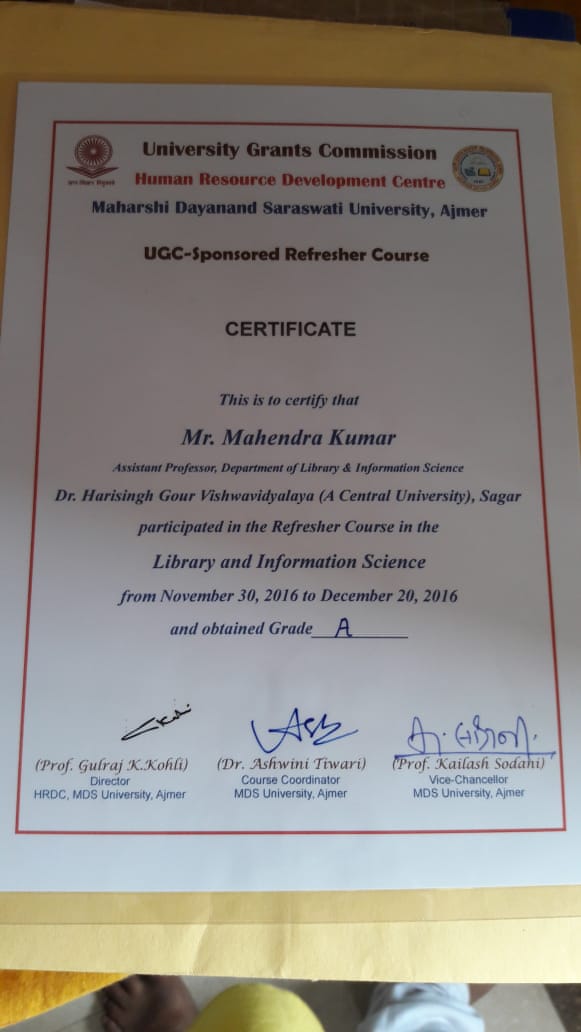 University Grants Commission
Human Resource Development Centre
Maharshi Dayanand Saraswati University, Ajmer
UGC-Sponsored Refresher Course
CERTIFICATE
This is to certify that
Mr. Mahendra Kumar
Assistant Professor, Department of Library & Information Science
Dr. Harisingh Gour Vishwavidyalaya (A Central University), Sagar
participated in the Refresher Course in the
Library and Information Science
from November 30, 2016 to December 20, 2016
and obtained Grade A
(Prof. Gulraj K.Kohli)
Director
HRDC, MDS University, Ajmer
(Dr. Ashwini Tiwari)
Course Coordinator
MDS University, Ajmer
(Prof. Kailash Sodani)
Vice-Chancellor
MDS University, Ajmer